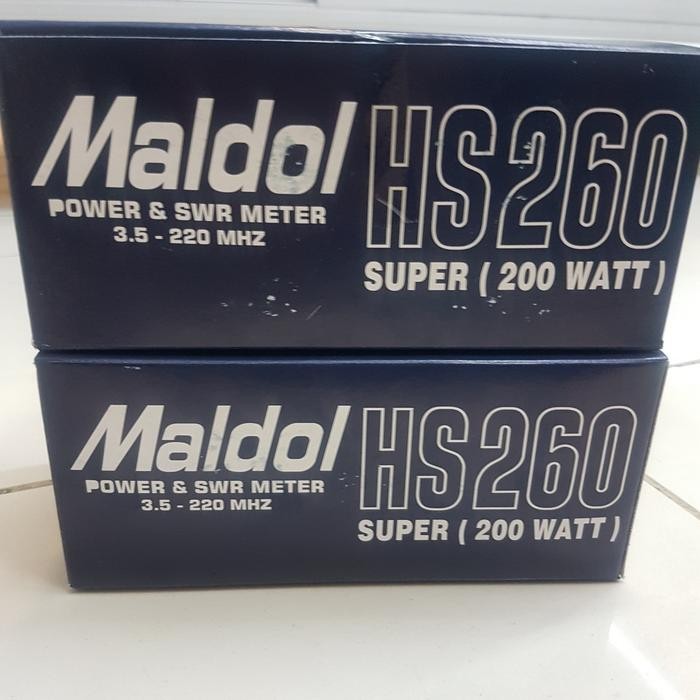 Maldol
POWER & SWR METER
3.5 - 220 MHZ
HS260
SUPER ( 200 WATT )
Maldol
POWER & SWR METER
3.5 - 220 MHZ
HS260
SUPER ( 200 WATT )